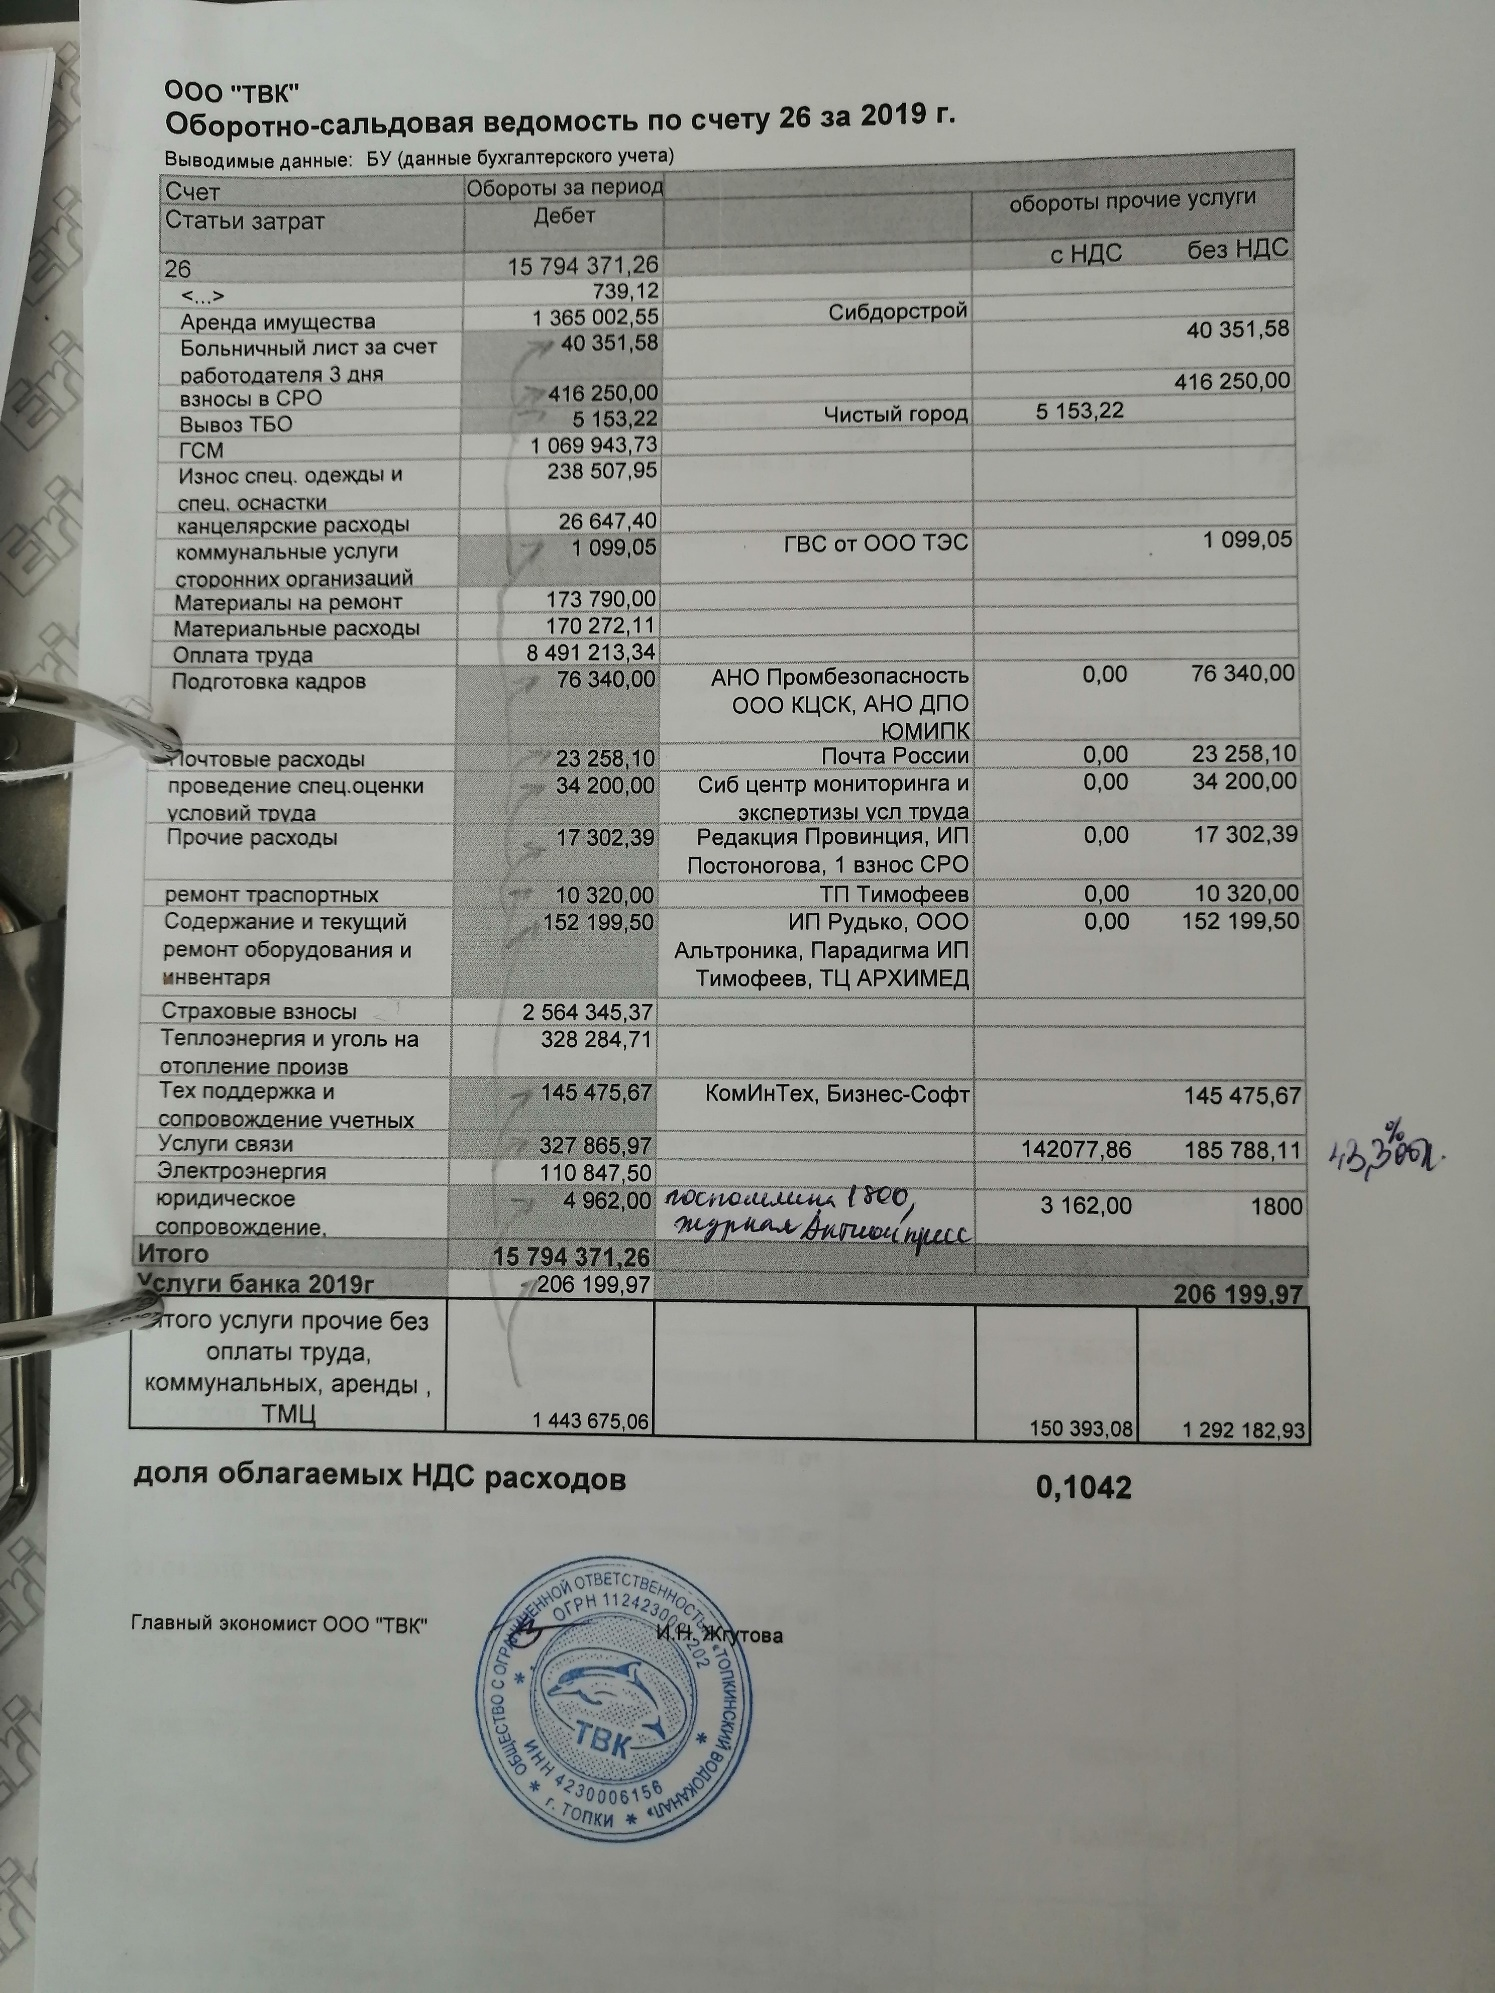 ООО "ТВК"
Оборотно-сальдовая ведомость по счету 26 за 2019 г.
Выводимые данные: БУ (данные бухгалтерского учета)
Счет Обороты за период
Статьи затрат Дебет обороты прочие услуги
с НДС без НДС
26 15 794 371,26
<...> 739,12
Аренда имущества 1 365 002,55 Сибдорстрой
Больничный лист за счет 40 351,58 40 351,58
работодателя 3 дня
взносы в СРО 416 250,00 416 250,00
Вывоз ТБО 5 153,22 Чистый город 5 153,22
ГСМ 1 069 943,73
Износ спец. одежды и 238 507,95
спец. оснастки
канцелярские расходы 26 647,40
коммунальные услуги 1 099,05 ГВС от ООО ТЭС 1 099,05
сторонних организаций
Материалы на ремонт 173 790,00
Материальные расходы 170 272,11
Оплата труда 8 491 213,34
Подготовка кадров 76 340,00 АНО Промбезопасность 0,00 76 340,00
ООО КЦСК, АНО ДПО
ЮМИПК
Почтовые расходы 23 258,10 Почта России 0,00 23 258,10
проведение спец.оценки 34 200,00 Сиб центр мониторинга и 0,00 34 200,00
условий труда экспертизы усл труда
Прочие расходы 17 302,39 Редакция Провинция, ИП 0,00 17 302,39
Постоногова, 1 взнос СРО
ремонт траспортных 10 320,00 ТП Тимофеев 0,00 10 320,00
Содержание и текущий 152 199,50 ИП Рудько, ООО 0,00 152 199,50
ремонт оборудования и Альтроника, Парадигма ИП
инвентаря Тимофеев, ТЦ АРХИМЕД
Страховые взносы 2 564 345,37
Теплоэнергия и уголь на 328 284,71
отопление произв
Тех поддержка и 145 475,67 КомИнТех, Бизнес-Софт 145 475,67
сопровождение учетных
Услуги связи 327 865,97 142077,86 185 788,11
Электроэнергия 110 847,50
юридическое 4 962,00 госпошлина 1800, 3 162,00 1800
сопровождение, журнал
Итого 15 794 371,26
Услуги банка 2019г 206 199,97 206 199,97
Итого услуги прочие без
оплаты труда,
коммунальных, аренды ,
ТМЦ 1 443 675,06 150 393,08 1 292 182,93
доля облагаемых НДС расходов 0,1042
Главный экономист ООО "ТВК" И.Н. Жгутова
ОБЩЕСТВО С ОГРАНИЧЕННОЙ ОТВЕТСТВЕННОСТЬЮ «ТОПКИНСКИЙ ВОДОКАНАЛ»
ТВК
ИНН 4230006156
г. ТОПКИ